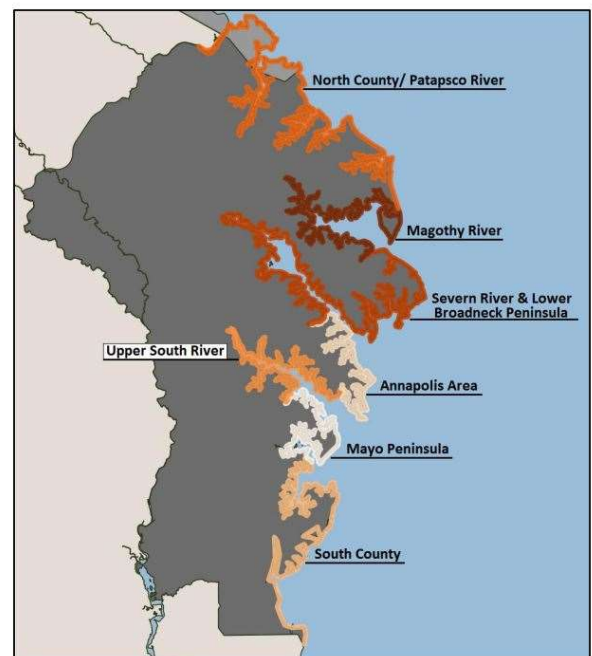 North County/ Patapsco River
Magothy River
Severn River & Lower
Broadneck Peninsula
Upper South River
Annapolis Area
Mayo Peninsula
South County